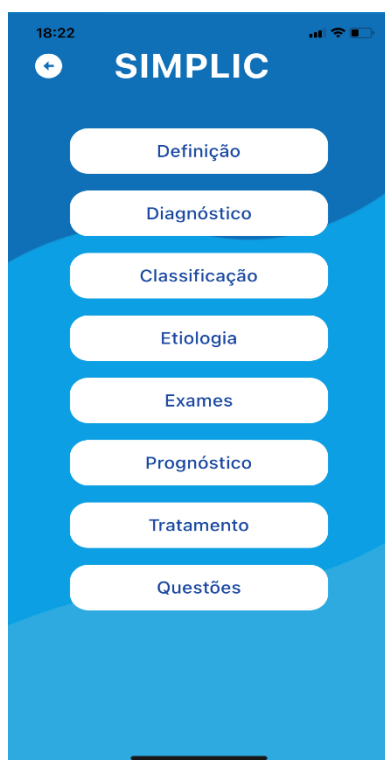 18:22
SIMPLIC
Definição
Diagnóstico
Classificação
Etiologia
Exames
Prognóstico
Tratamento
Questões